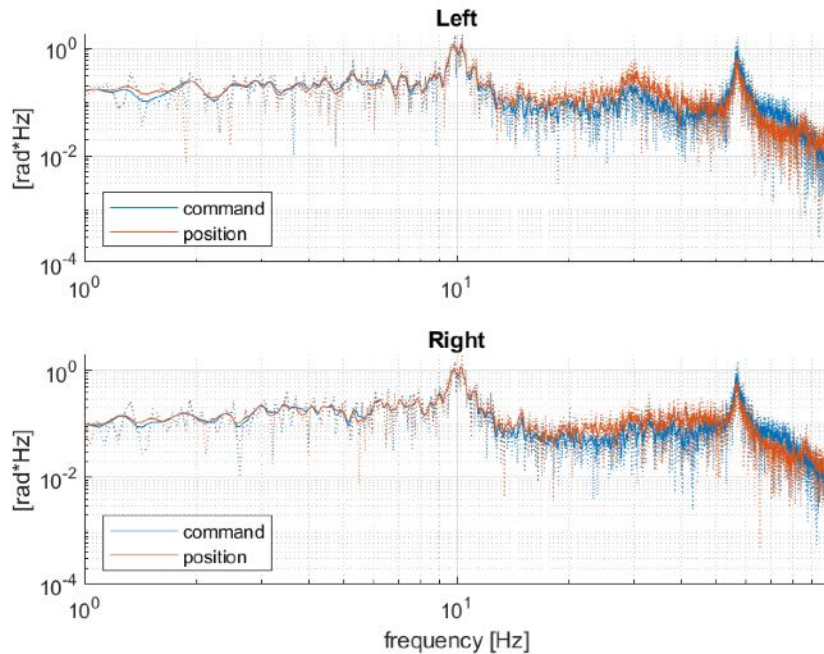 Left
10^0
10^-2
10^-4
[rad*Hz]
command
position
10^0
10^1
Right
10^0
10^-2
10^-4
[rad*Hz]
command
position
10^0
10^1
frequency [Hz]